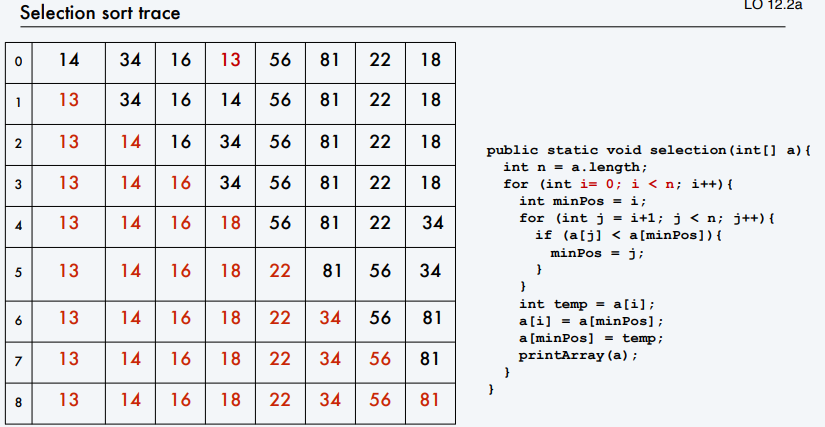 LO 12.2a
Selection sort trace
0 14 34 16 13 56 81 22 18
1 13 34 16 14 56 81 22 18
2 13 14 16 34 56 81 22 18
3 13 14 16 34 56 81 22 18
4 13 14 16 18 56 81 22 34
5 13 14 16 18 22 81 56 34
6 13 14 16 18 22 34 56 81
7 13 14 16 18 22 34 56 81
8 13 14 16 18 22 34 56 81
public static void selection(int[] a){
int n = a.length;
for (int i= 0; i < n; i++){
int minPos = i;
for (int j = i+1; j < n; j++){
if (a[j] < a[minPos]){
minPos = j;
}
}
int temp = a[i];
a[i] = a[minPos];
a[minPos] = temp;
printArray(a);
}
}